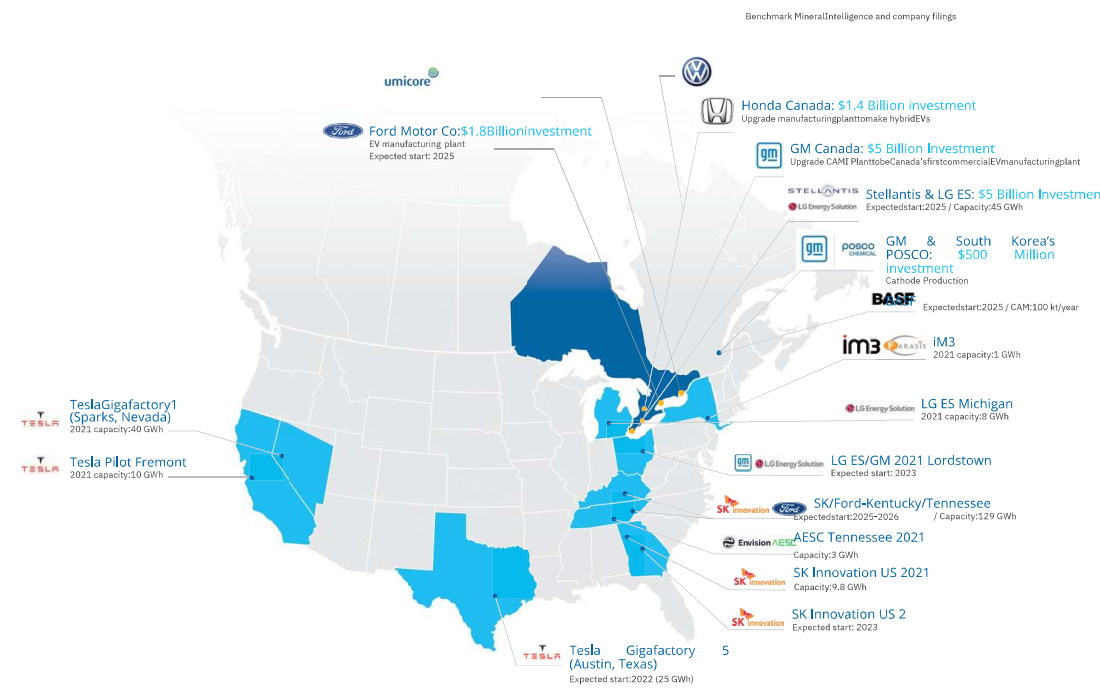 Benchmark MineralIntelligence and company filings
umicore
Honda Canada: $1.4 Billion investment
Upgrade manufacturingplanttomake hybridEVs
Ford
Ford Motor Co:$1.8Billioninvestment
EV manufacturing plant
Expected start: 2025
gm
GM Canada: $5 Billion Investment
Upgrade CAMI PlanttobeCanada'sfirstcommercialEVmanufacturingplant
STELLANTIS
LG Energy Solution
Stellantis & LG ES: $5 Billion Investmen
Expectedstart:2025 / Capacity:45 GWh
gm
posco
CHEMICAL
GM & South Korea's
POSCO: $500 Million
investment
Cathode Production
BASF
Expectedstart:2025 / CAM:100 kt/year
im3 FARASIS
iM3
2021 capacity:1 GWh
TESLA
TeslaGigafactory1
(Sparks, Nevada)
2021 capacity:40 GWh
LG Energy Solution
LG ES Michigan
2021 capacity:8 GWh
TESLA
Tesla Pilot Fremont
2021 capacity:10 GWh
gm LG Energy Solution
LG ES/GM 2021 Lordstown
Expected start: 2023
SK innovation Ford
SK/Ford-Kentucky/Tennessee
Expectedstart:2025-2026 / Capacity:129 GWh
Envision AESC
AESC Tennessee 2021
Capacity:3 GWh
SK innovation
SK Innovation US 2021
Capacity:9.8 GWh
SK innovation
SK Innovation US 2
Expected start: 2023
TESLA
Tesla Gigafactory 5
(Austin, Texas)
Expected start:2022 (25 GWh)